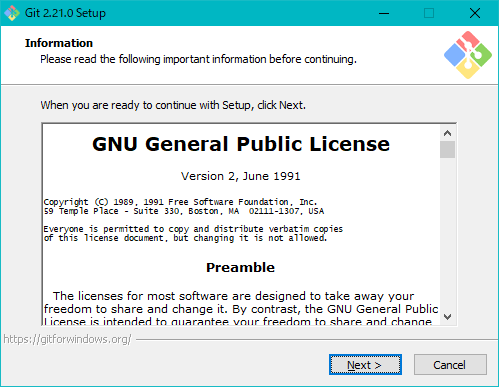 Git 2.21.0 Setup
Information
Please read the following important information before continuing.
When you are ready to continue with Setup, click Next.
GNU General Public License
Version 2, June 1991
Copyright (C) 1989, 1991 Free Software Foundation, Inc.
59 Temple Place - Suite 330, Boston, MA  02111-1307, USA
Everyone is permitted to copy and distribute verbatim copies
of this license document, but changing it is not allowed.
Preamble
The licenses for most software are designed to take away your
freedom to share and change it. By contrast, the GNU General Public
License is intended to guarantee your freedom to share and change
https://gitforwindows.org/
Next >
Cancel